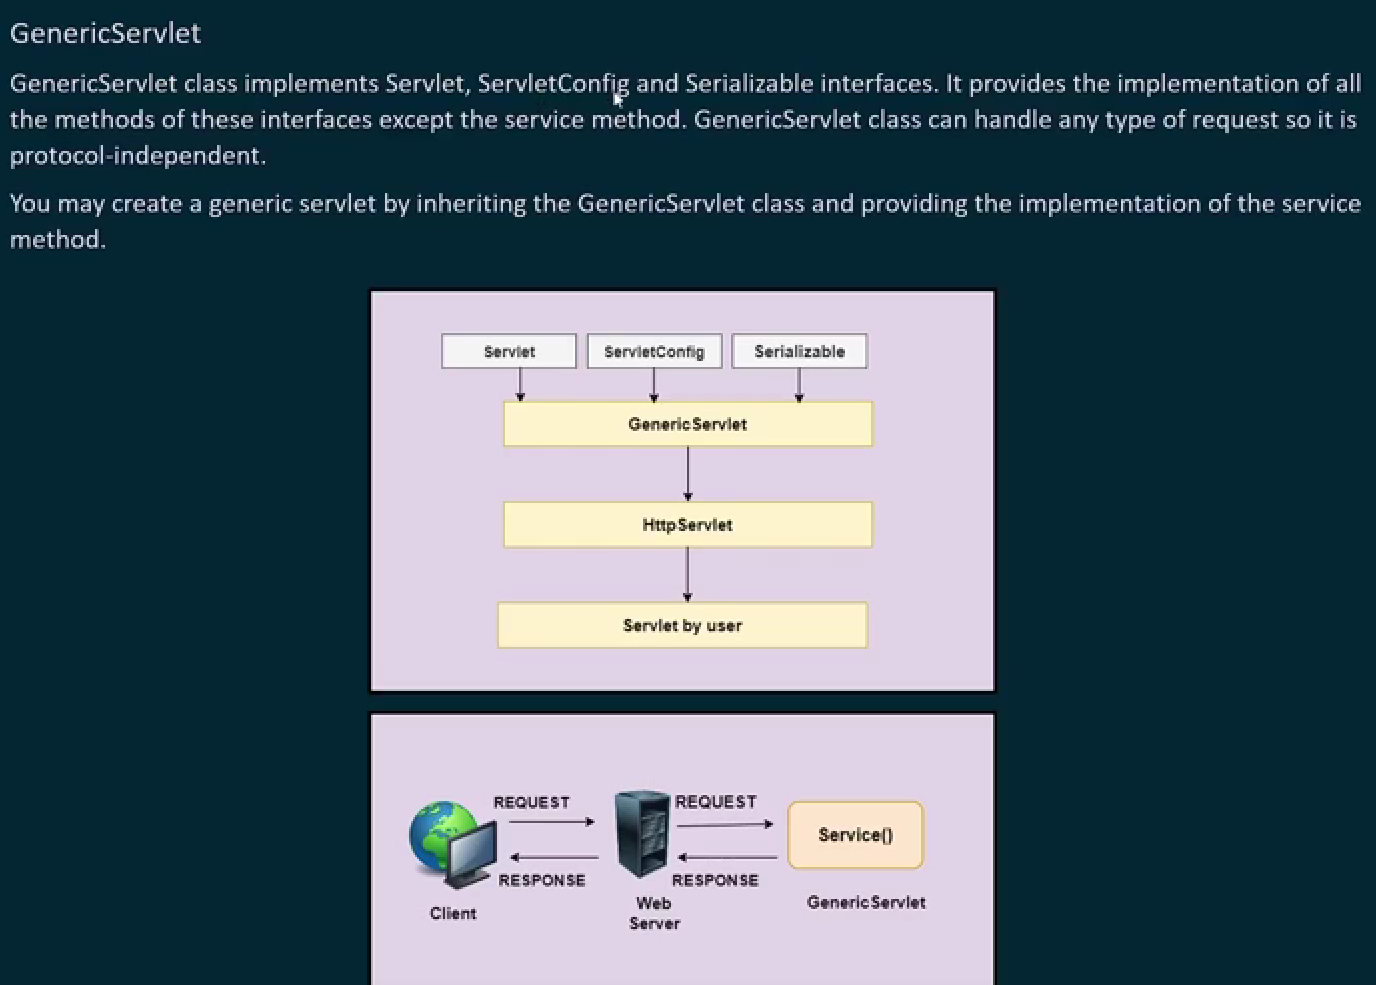 GenericServlet
GenericServlet class implements Servlet, ServletConfig and Serializable interfaces. It provides the implementation of all
the methods of these interfaces except the service method. GenericServlet class can handle any type of request so it is
protocol-independent.
You may create a generic servlet by inheriting the GenericServlet class and providing the implementation of the service
method.
Servlet ServletConfig Serializable
GenericServlet
HttpServlet
Servlet by user
REQUEST REQUEST
Service()
RESPONSE RESPONSE
Client Web GenericServlet
Server